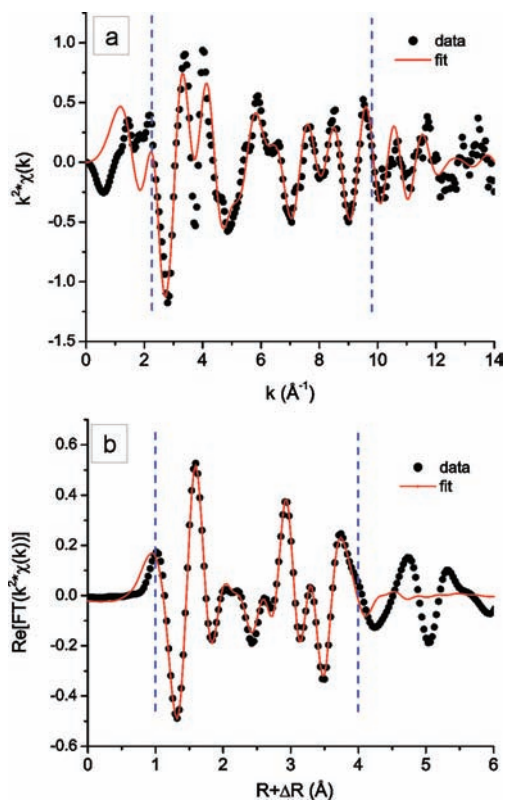 a
data
fit
1.0
0.5
0.0
-0.5
-1.0
-1.5
k²*χ(k)
0 2 4 6 8 10 12 14
k (Å⁻¹)
b
data
fit
0.6
0.4
0.2
0.0
-0.2
-0.4
-0.6
Re[FT(k²*χ(k))]
0 1 2 3 4 5 6
R+ΔR (Å)